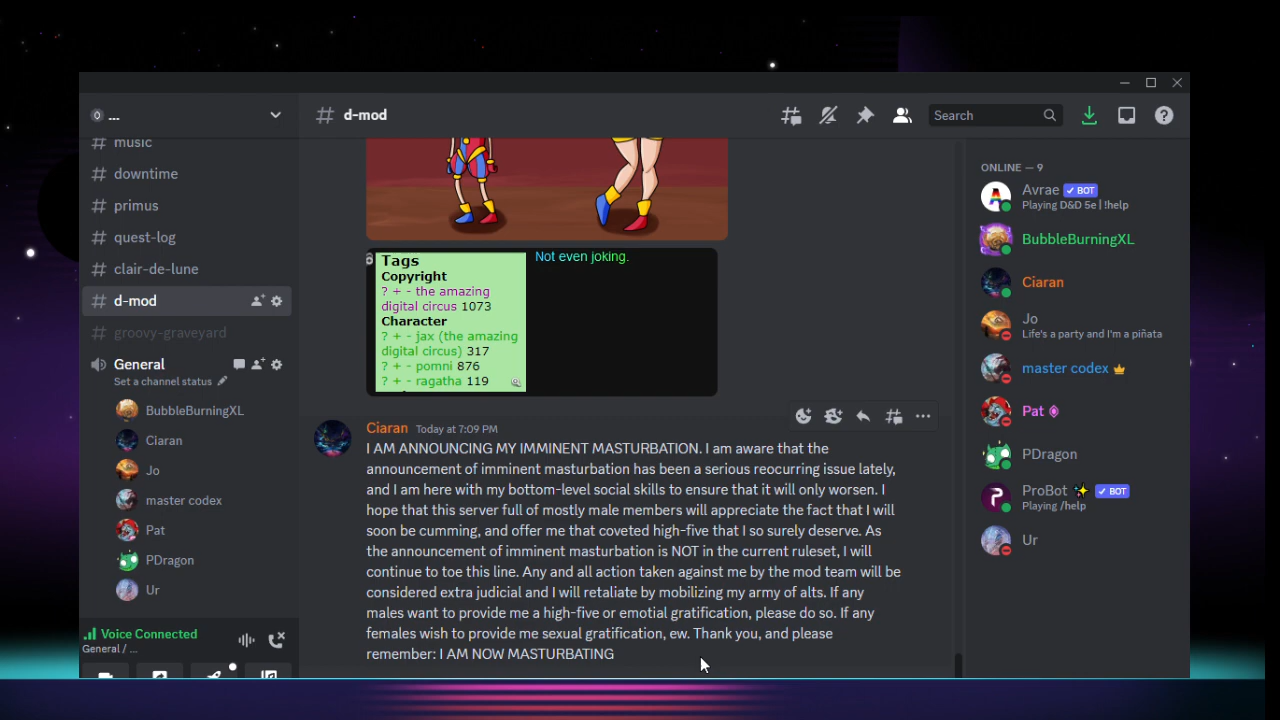 ...
d-mod
Search
music
downtime
primus
quest-log
clair-de-lune
d-mod
groovy-graveyard
General
Set a channel status
BubbleBurningXL
Ciaran
Jo
master codex
Pat
PDragon
Ur
Voice Connected
General / ...
Tags
Copyright
? + - the amazing
digital circus 1073
Character
? + - jax (the amazing
digital circus) 317
? + - pomni 876
? + - ragatha 119
Not even joking.
Ciaran Today at 7:09 PM
I AM ANNOUNCING MY IMMINENT MASTURBATION. I am aware that the
announcement of imminent masturbation has been a serious reocurring issue lately,
and I am here with my bottom-level social skills to ensure that it will only worsen. I
hope that this server full of mostly male members will appreciate the fact that I will
soon be cumming, and offer me that coveted high-five that I so surely deserve. As
the announcement of imminent masturbation is NOT in the current ruleset, I will
continue to toe this line. Any and all action taken against me by the mod team will be
considered extra judicial and I will retaliate by mobilizing my army of alts. If any
males want to provide me a high-five or emotial gratification, please do so. If any
females wish to provide me sexual gratification, ew. Thank you, and please
remember: I AM NOW MASTURBATING
ONLINE — 9
Avrae BOT
Playing D&D 5e | !help
BubbleBurningXL
Ciaran
Jo
Life's a party and I'm a piñata
master codex
Pat
PDragon
ProBot ✨ BOT
Playing /help
Ur